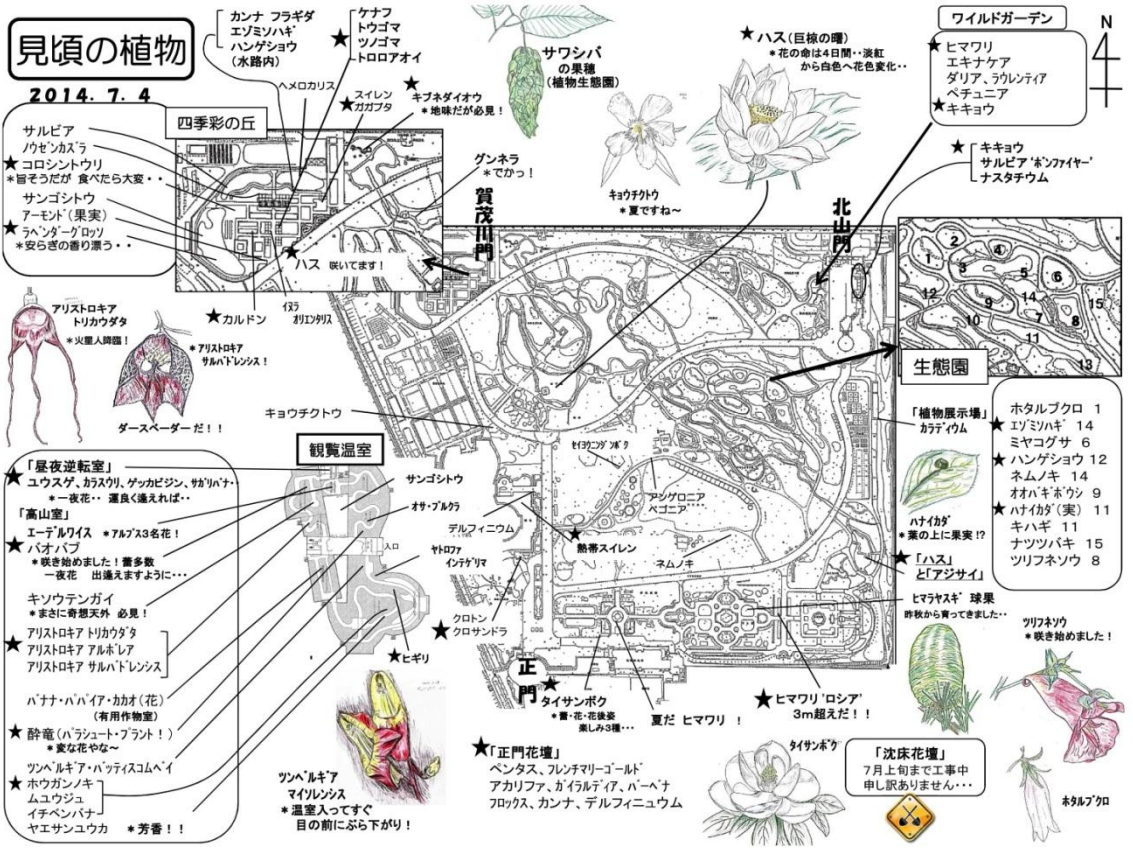 見頃の植物
2014. 7. 4
カンナ フラギダ
エゾミソハギ
ハンゲショウ
(水路内)
ヘメロカリス
★ケナフ
トウゴマ
ツノゴマ
トロロアオイ
★スイレン
ガガブタ
★キブネダイオウ
*地味だが必見!
サワシバ
の果穂
(植物生態園)
★ハス(巨椋の曙)
*花の命は4日間・・淡紅
から白色へ花色変化・・
ワイルドガーデン
★ヒマワリ
エキナケア
ダリア、ラウレンティア
ペチュニア
★キキョウ
N
★キキョウ
サルビア‘ボンファイヤー’
ナスタチウム
四季彩の丘
サルビア
ノウゼンカズラ
★コロシントウリ
*旨そうだが 食べたら大変・・
サンゴシトウ
アーモンド(果実)
★ラベンダーグロッソ
*安らぎの香り漂う・・
グンネラ
*でかっ!
キョウチクトウ
*夏ですね~
賀茂川門
北山門
★ハス 咲いてます!
★カルドン
イヌラ
オリエンタリス
アリストロキア
トリカウダタ
*火星人降臨!
*アリストロキア
サルバドレンシス!
ダースベーダーだ!!
1
2
3
4
5
6
7
8
9
10
11
12
13
14
15
生態園
ホタルブクロ 1
★エゾミソハギ 14
ミヤコグサ 6
★ハンゲショウ 12
ネムノキ 14
オオバギボウシ 9
★ハナイカダ(実) 11
キハギ 11
ナツツバキ 15
ツリフネソウ 8
「植物展示場」
カラディウム
ハナイカダ
*葉の上に果実!?
★「ハス」
と「アジサイ」
ヒマラヤスギ 球果
昨秋から育ってきました・・
ツリフネソウ
*咲き始めました!
ホタルブクロ
キョウチクトウ
セイヨウニンジンボク
アンゲロニア
ベゴニア
デルフィニウム
★熱帯スイレン
ネムノキ
観覧温室
サンゴシトウ
オサ・プルクラ
入口
ヤトロファ
インテゲリマ
★クロトン
クロサンドラ
★ヒギリ
★「昼夜逆転室」
ユウスゲ、カラスウリ、ゲッカビジン、サガリバナ
*一夜花・・ 運良く逢えれば・・
「高山室」
エーデルワイス *アルプス3名花!
★バオバブ
*咲き始めました!蕾多数
一夜花 出逢えますように・・・
キソウテンガイ
*まさに奇想天外 必見!
★アリストロキア トリカウダタ
アリストロキア アルボレア
アリストロキア サルバドレンシス
バナナ・パパイア・カカオ(花)
(有用作物室)
★酔竜(パラシュート・プラント!)
*変な花やな~
ツンベルギア・バッティスコムベイ
★ホウガンノキ
ムユウジュ
イチベンバナ
ヤエサンユウカ *芳香!!
ツンベルギア
マイソレンシス
*温室入ってすぐ
目の前にぶら下がり!
正門
★タイサンボク
*蕾・花・花後姿
楽しみ3種・・・
夏だ ヒマワリ !
★ヒマワリ‘ロシア’
3m超えだ!!
★「正門花壇」
ペンタス、フレンチマリーゴールド
アカリファ、ガイラルディア、バーベナ
フロックス、カンナ、デルフィニュウム
タイサンボク
「沈床花壇」
7月上旬まで工事中
申し訳ありません・・・